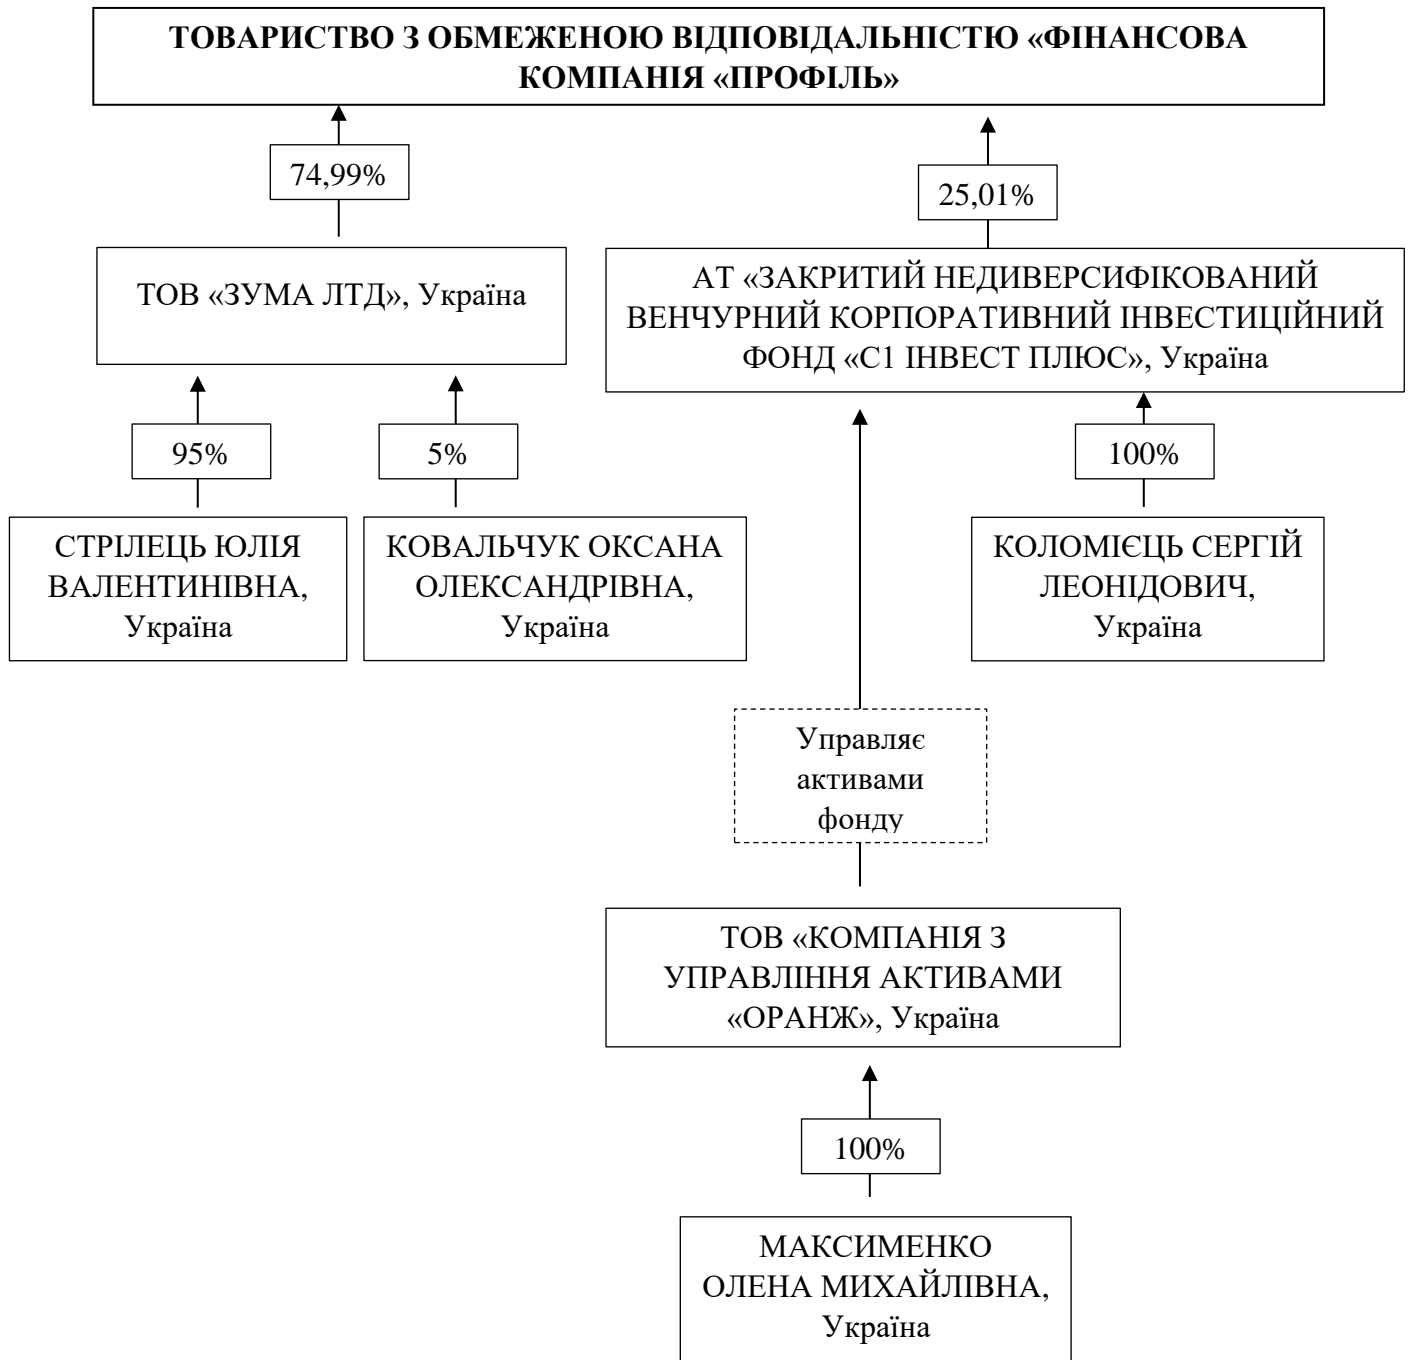 ТОВАРИСТВО З ОБМЕЖЕНОЮ ВІДПОВІДАЛЬНІСТЮ «ФІНАНСОВА
КОМПАНІЯ «ПРОФІЛЬ»
74,99%
25,01%
ТОВ «ЗУМА ЛТД», Україна
АТ «ЗАКРИТИЙ НЕДИВЕРСИФІКОВАНИЙ
ВЕНЧУРНИЙ КОРПОРАТИВНИЙ ІНВЕСТИЦІЙНИЙ
ФОНД «С1 ІНВЕСТ ПЛЮС», Україна
95%
5%
100%
СТРІЛЕЦЬ ЮЛІЯ
ВАЛЕНТИНІВНА,
Україна
КОВАЛЬЧУК ОКСАНА
ОЛЕКСАНДРІВНА,
Україна
КОЛОМІЄЦЬ СЕРГІЙ
ЛЕОНІДОВИЧ,
Україна
Управляє
активами
фонду
ТОВ «КОМПАНІЯ З
УПРАВЛІННЯ АКТИВАМИ
«ОРАНЖ», Україна
100%
МАКСИМЕНКО
ОЛЕНА МИХАЙЛІВНА,
Україна